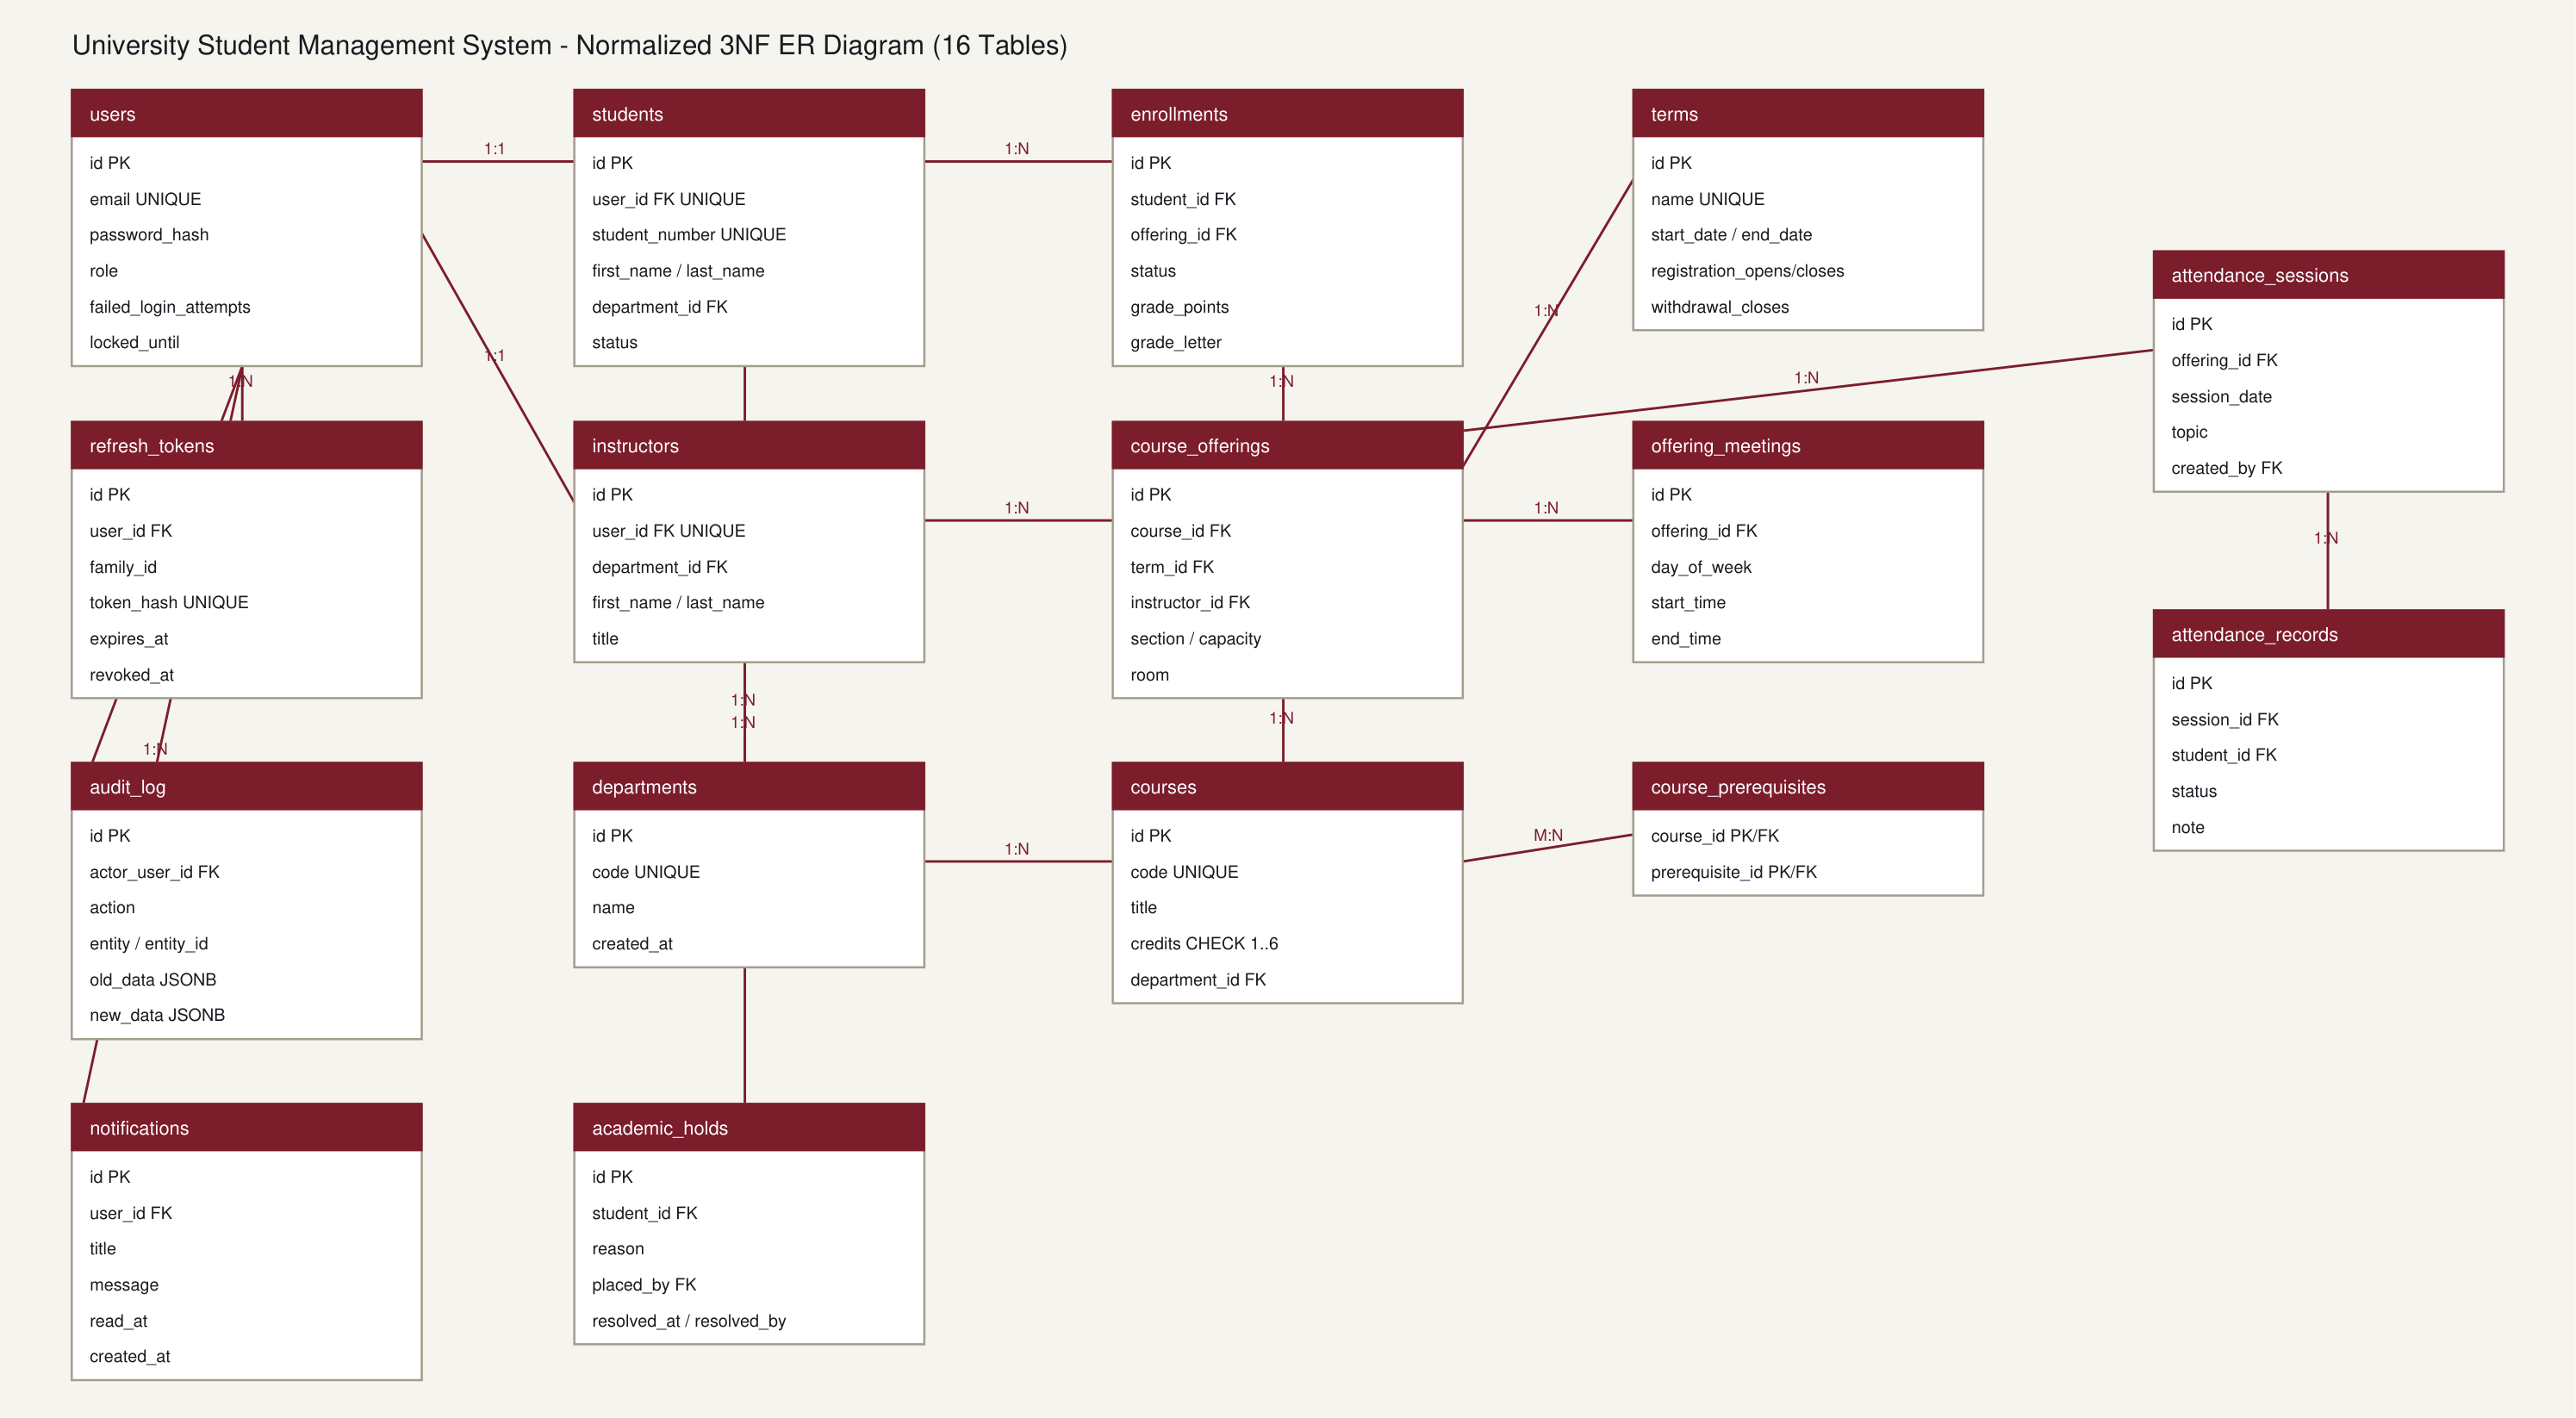 University Student Management System - Normalized 3NF ER Diagram (16 Tables)
users
id PK
email UNIQUE
password_hash
role
failed_login_attempts
locked_until
1:1
students
id PK
user_id FK UNIQUE
student_number UNIQUE
first_name / last_name
department_id FK
status
1:N
enrollments
id PK
student_id FK
offering_id FK
status
grade_points
grade_letter
terms
id PK
name UNIQUE
start_date / end_date
registration_opens/closes
withdrawal_closes
1:N
attendance_sessions
id PK
offering_id FK
session_date
topic
created_by FK
1:N
1:1
1:N
1:N
refresh_tokens
id PK
user_id FK
family_id
token_hash UNIQUE
expires_at
revoked_at
instructors
id PK
user_id FK UNIQUE
department_id FK
first_name / last_name
title
1:N
course_offerings
id PK
course_id FK
term_id FK
instructor_id FK
section / capacity
room
1:N
offering_meetings
id PK
offering_id FK
day_of_week
start_time
end_time
1:N
attendance_records
id PK
session_id FK
student_id FK
status
note
1:N
1:N
1:N
1:N
audit_log
id PK
actor_user_id FK
action
entity / entity_id
old_data JSONB
new_data JSONB
departments
id PK
code UNIQUE
name
created_at
1:N
courses
id PK
code UNIQUE
title
credits CHECK 1..6
department_id FK
M:N
course_prerequisites
course_id PK/FK
prerequisite_id PK/FK
notifications
id PK
user_id FK
title
message
read_at
created_at
academic_holds
id PK
student_id FK
reason
placed_by FK
resolved_at / resolved_by